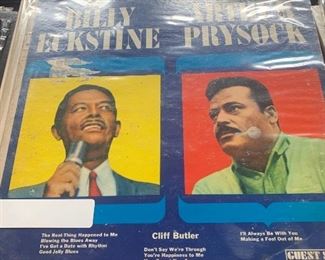 BILLY
ECKSTINE
ARTHUR
PRYSOCK
The Real Thing Happened to Me
Blowing the Blues Away
I've Got a Date with Rhythm
Good Jelly Blues
Cliff Butler
Don't Say We're Through
You're Happiness to Me
I'll Always Be With You
Making a Fool Out of Me
GUEST